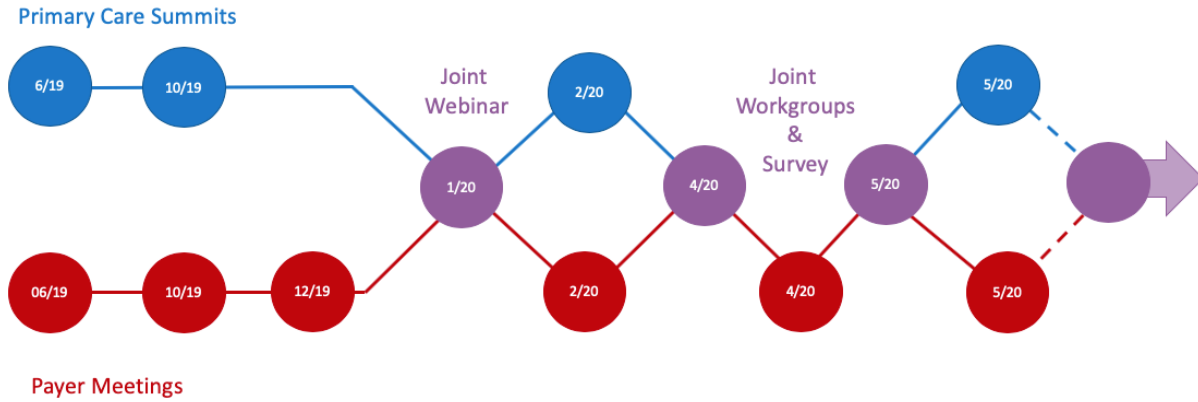 Primary Care Summits
6/19
10/19
Joint
Webinar
2/20
Joint
Workgroups
&
Survey
5/20
1/20
4/20
5/20
06/19
10/19
12/19
2/20
4/20
5/20
Payer Meetings